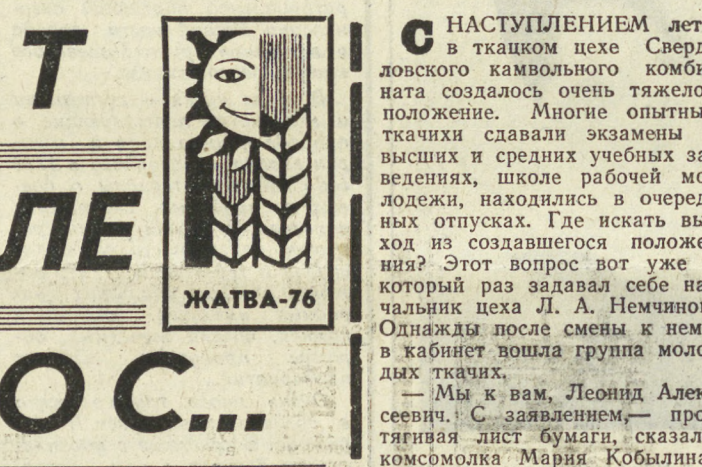 Т
ЛЕ
О С...
ЖАТВА-76
С НАСТУПЛЕНИЕМ лет
в ткацком цехе Сверд
ловского камвольного комби
ната создалось очень тяжело
положение. Многие опытны
ткачихи сдавали экзамены
высших и средних учебных за
ведениях, школе рабочей мо
лодежи, находились в очеред
ных отпусках. Где искать вы
ход из создавшегося положе
ния? Этот вопрос вот уже
который раз задавал себе на
чальник цеха Л. А. Немчинов
Однажды после смены к нем
в кабинет вошла группа моло
дых ткачих.
— Мы к вам, Леонид Алек
сеевич. С заявлением,— про
тягивая лист бумаги, сказал
комсомолка Мария Кобылина